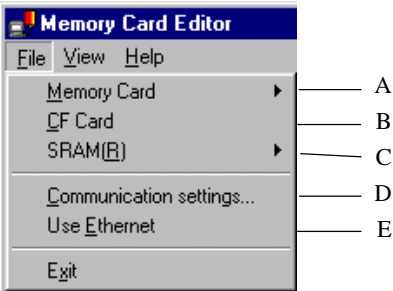 Memory Card Editor
File View Help
Memory Card A
CF Card B
SRAM(R) C
Communication settings... D
Use Ethernet E
Exit